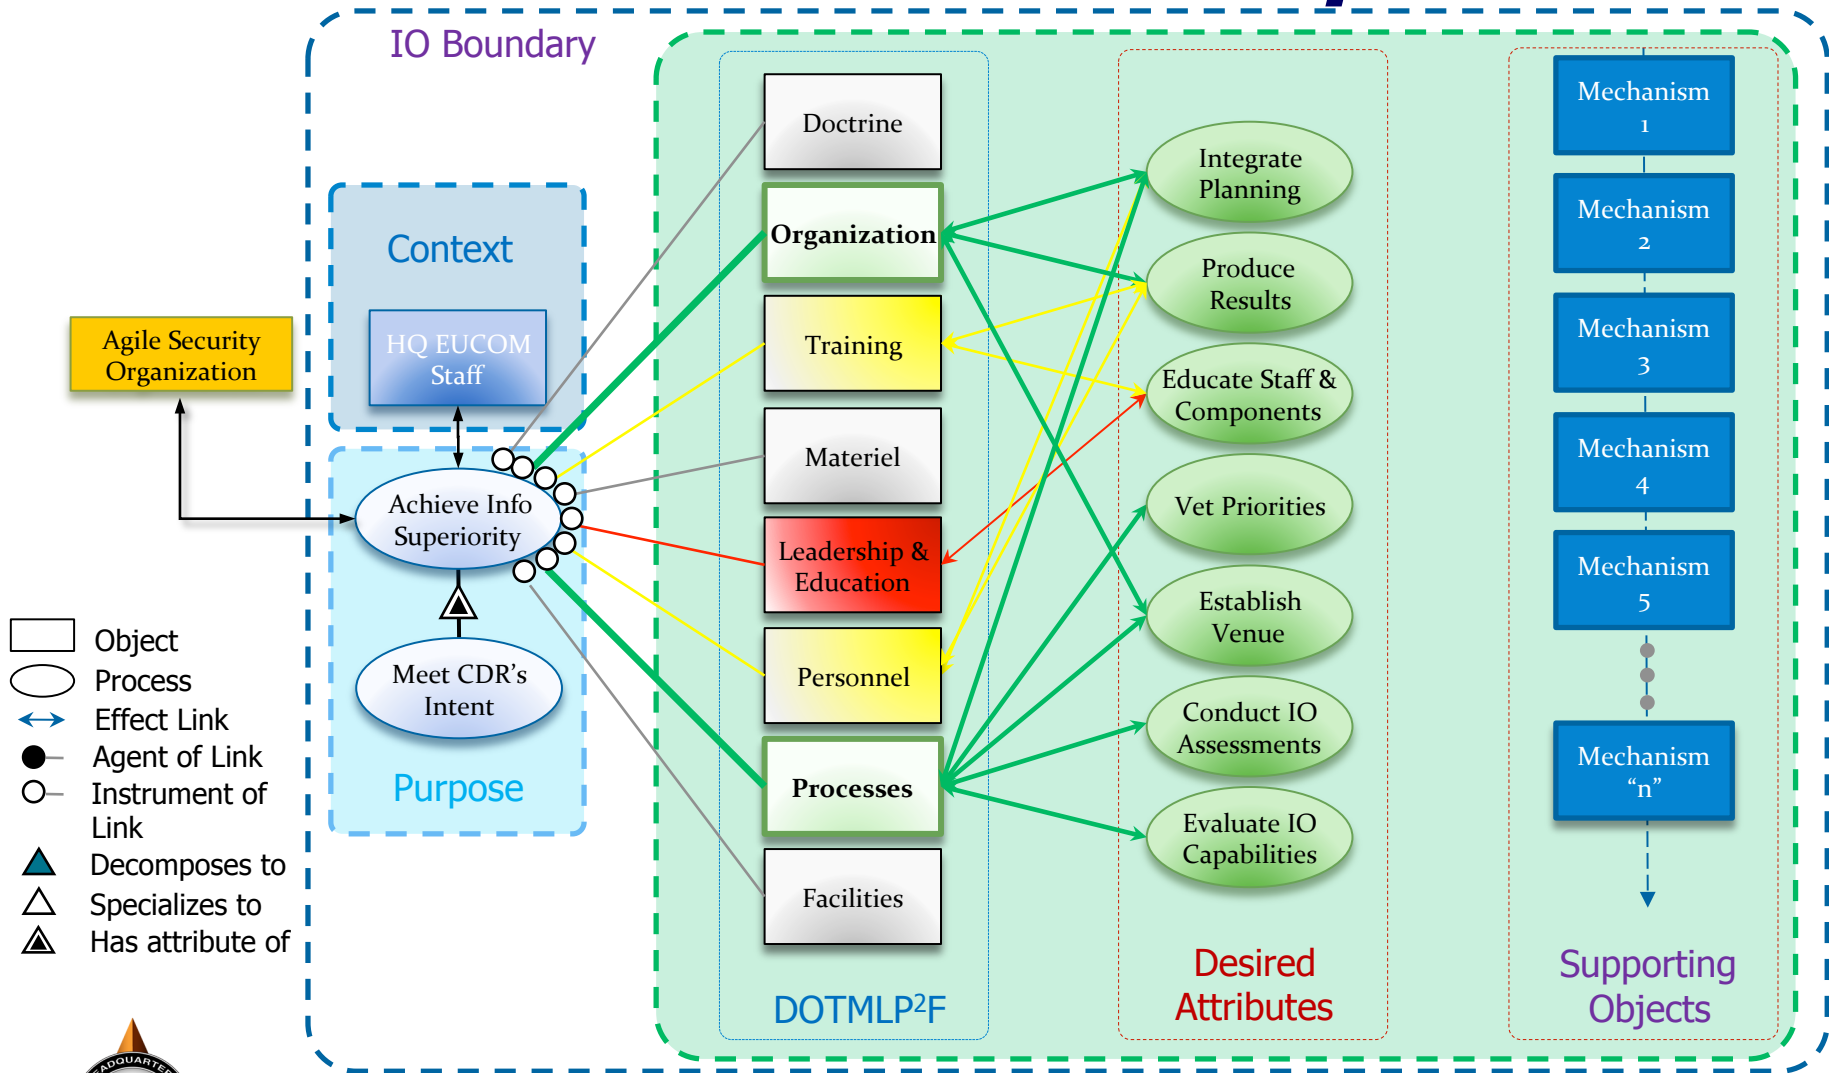 IO Boundary
Context
HQ EUCOM
Staff
Agile Security
Organization
Achieve Info
Superiority
Meet CDR's
Intent
Purpose
Object
Process
Effect Link
Agent of Link
Instrument of
Link
Decomposes to
Specializes to
Has attribute of
Doctrine
Organization
Training
Materiel
Leadership &
Education
Personnel
Processes
Facilities
DOTMLP²F
Integrate
Planning
Produce
Results
Educate Staff &
Components
Vet Priorities
Establish
Venue
Conduct IO
Assessments
Evaluate IO
Capabilities
Desired
Attributes
Mechanism
1
Mechanism
2
Mechanism
3
Mechanism
4
Mechanism
5
Mechanism
“n”
Supporting
Objects